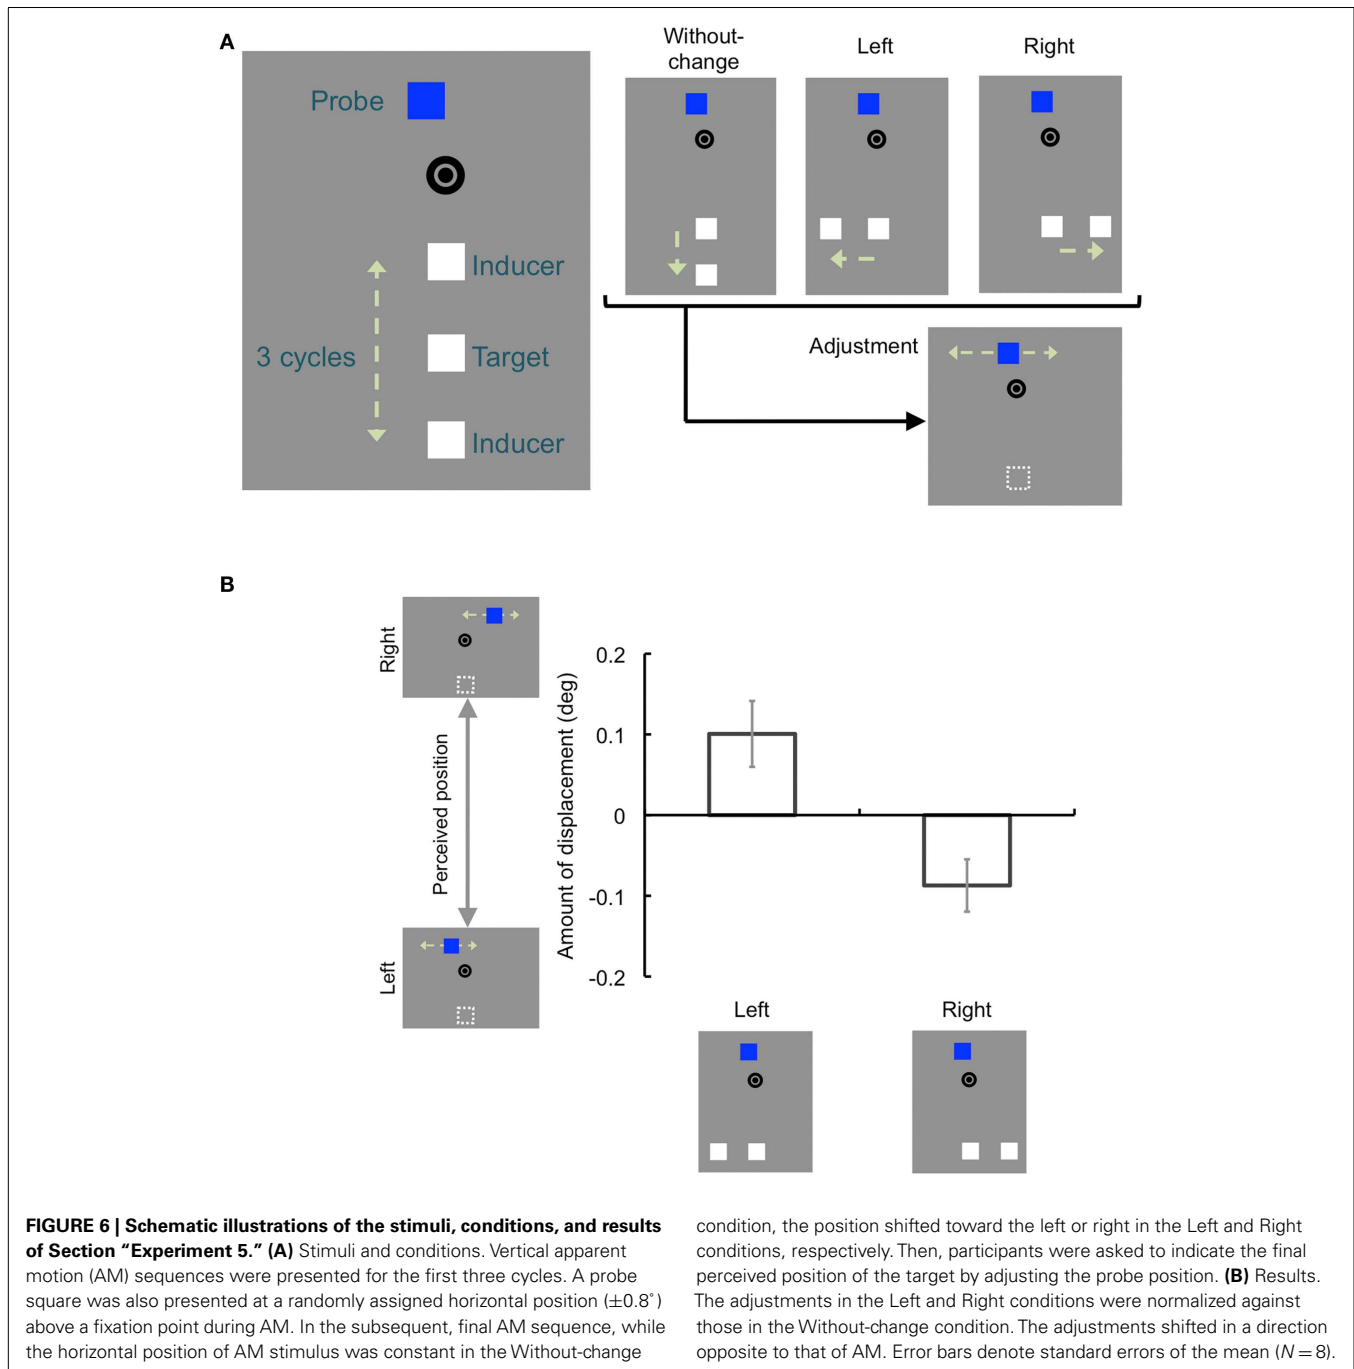 A
Without-
change
Left
Right
Probe
Inducer
3 cycles
Target
Inducer
Adjustment
B
Right
Perceived position
Left
Amount of displacement (deg)
0.2
0.1
0
-0.1
-0.2
Left
Right
FIGURE 6 | Schematic illustrations of the stimuli, conditions, and results
of Section “Experiment 5.” (A) Stimuli and conditions. Vertical apparent
motion (AM) sequences were presented for the first three cycles. A probe
square was also presented at a randomly assigned horizontal position (±0.8°)
above a fixation point during AM. In the subsequent, final AM sequence, while
the horizontal position of AM stimulus was constant in the Without-change
condition, the position shifted toward the left or right in the Left and Right
conditions, respectively. Then, participants were asked to indicate the final
perceived position of the target by adjusting the probe position. (B) Results.
The adjustments in the Left and Right conditions were normalized against
those in the Without-change condition. The adjustments shifted in a direction
opposite to that of AM. Error bars denote standard errors of the mean (N = 8).